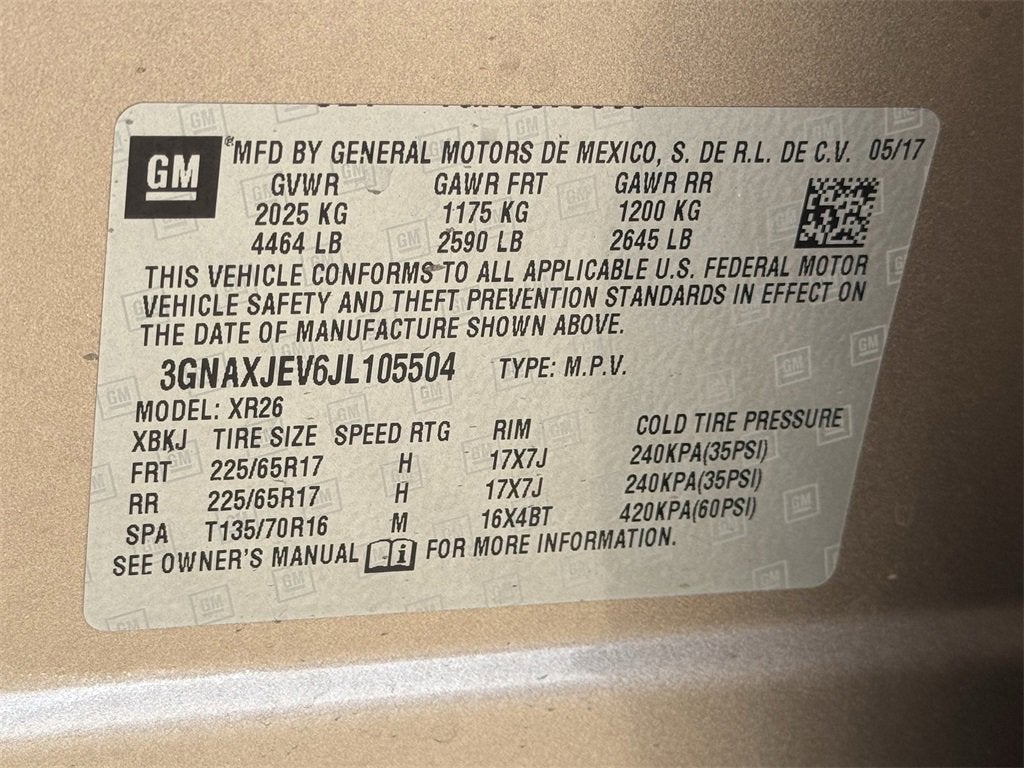 GM
®MFD BY GENERAL MOTORS DE MEXICO, S. DE R.L. DE C.V. 05/17
GVWR GAWR FRT GAWR RR
2025 KG 1175 KG 1200 KG
4464 LB 2590 LB 2645 LB
THIS VEHICLE CONFORMS TO ALL APPLICABLE U.S. FEDERAL MOTOR
VEHICLE SAFETY AND THEFT PREVENTION STANDARDS IN EFFECT ON
THE DATE OF MANUFACTURE SHOWN ABOVE.
3GNAXJEV6JL105504 TYPE: M.P.V.
MODEL: XR26
XBKJ TIRE SIZE SPEED RTG RIM COLD TIRE PRESSURE
FRT 225/65R17 H 17X7J 240KPA(35PSI)
RR 225/65R17 H 17X7J 240KPA(35PSI)
SPA T135/70R16 M 16X4BT 420KPA(60PSI)
SEE OWNER'S MANUAL i FOR MORE INFORMATION.